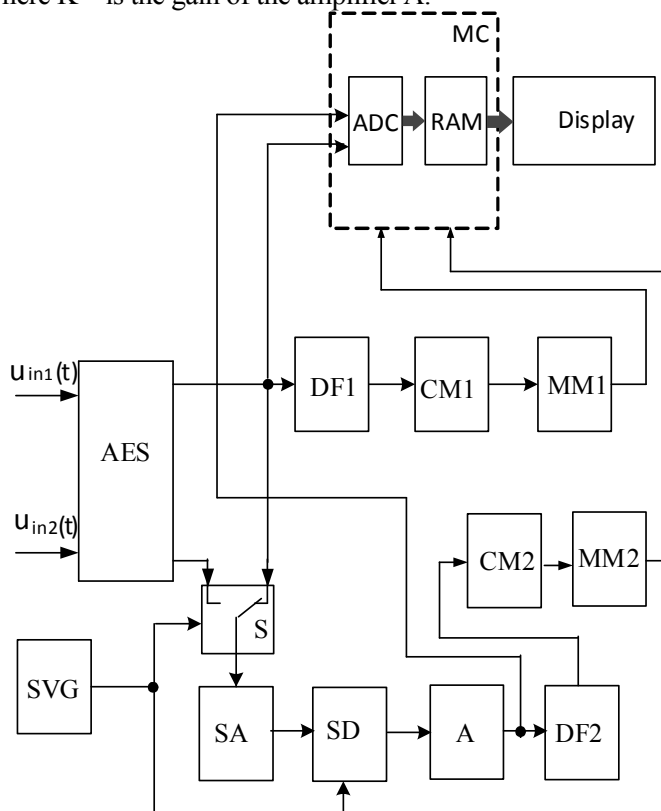 is the gain of the amplifier A.
MC
ADC
RAM
Display
u in1(t)
DF1
CM1
MM1
AES
u in2(t)
CM2
MM2
S
SVG
SA
SD
A
DF2